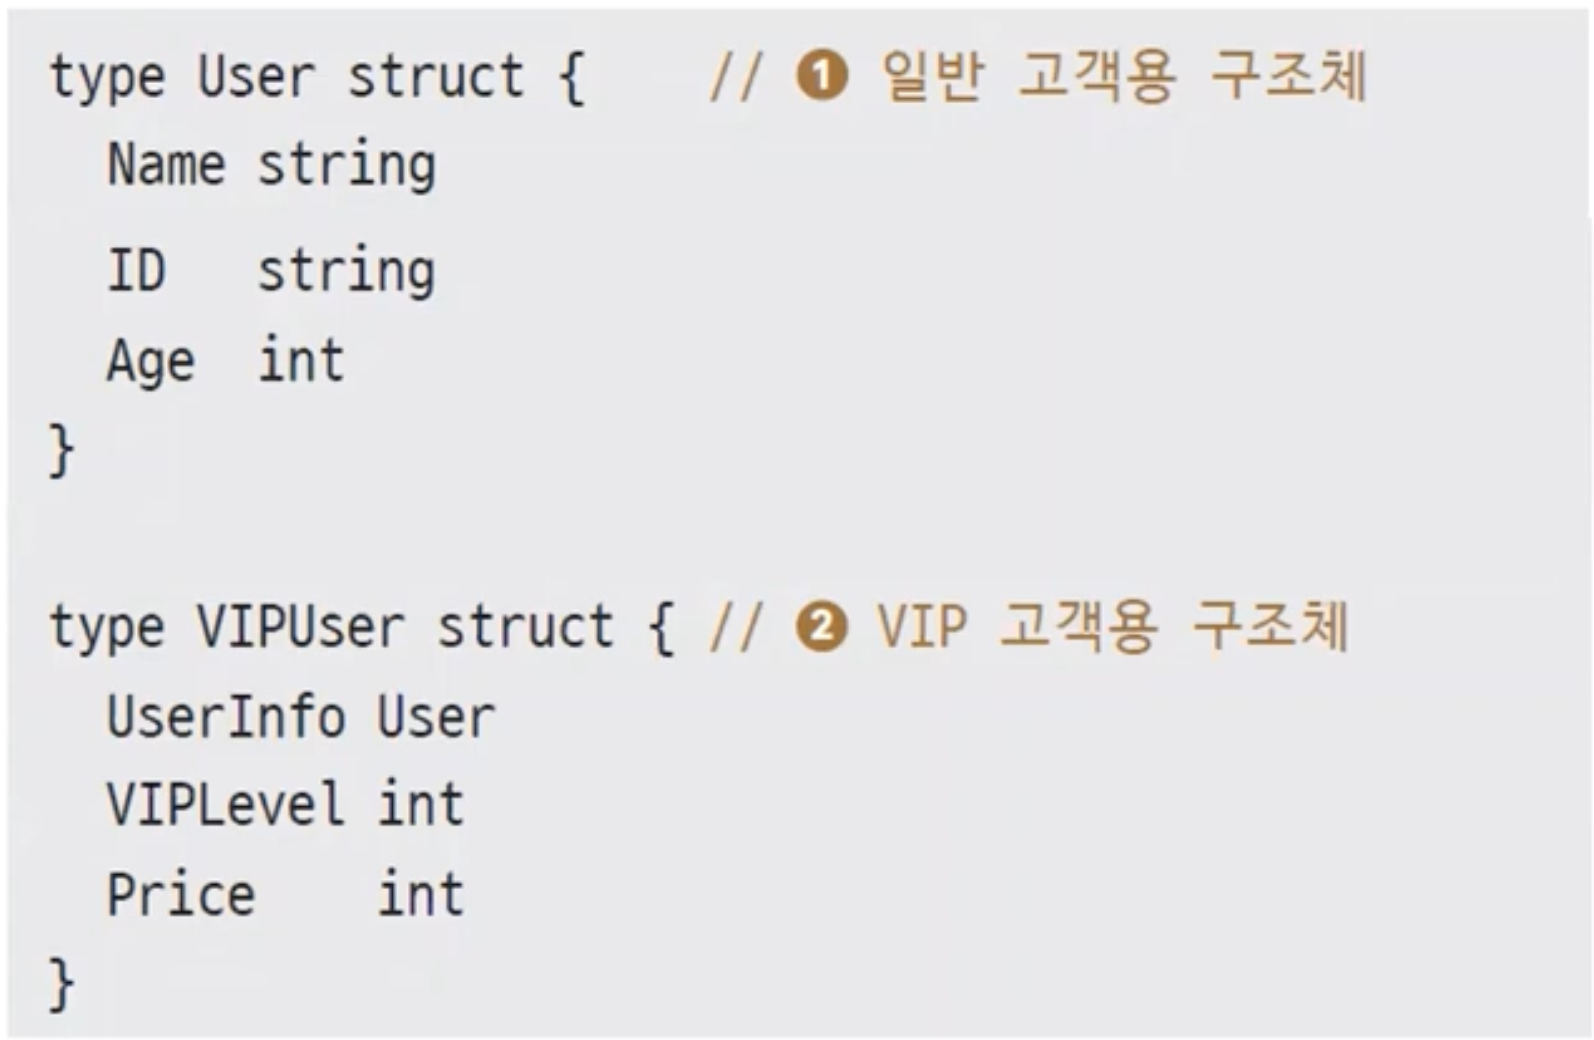 type User struct {    // ❶ 일반 고객용 구조체
  Name string
  ID   string
  Age  int
}
type VIPUser struct { // ❷ VIP 고객용 구조체
  UserInfo User
  VIPLevel int
  Price    int
}